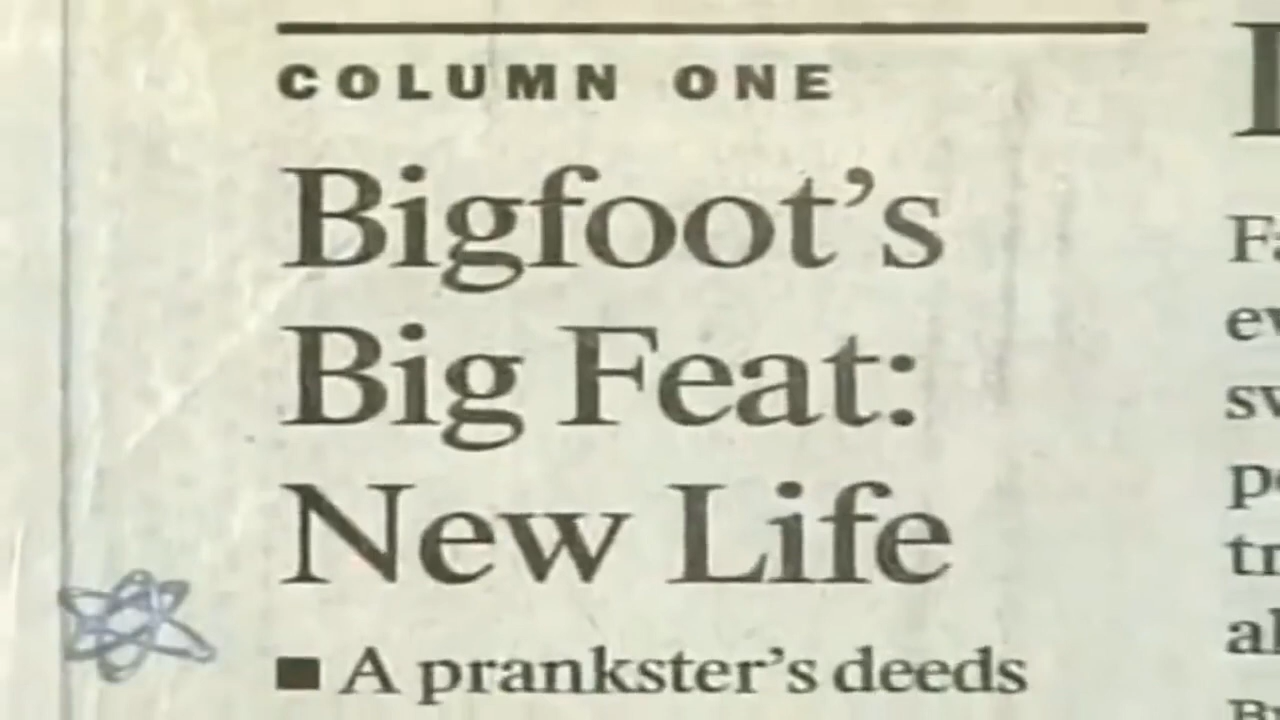 COLUMN ONE
Bigfoot’s
Big Feat:
New Life
■ A prankster’s deeds